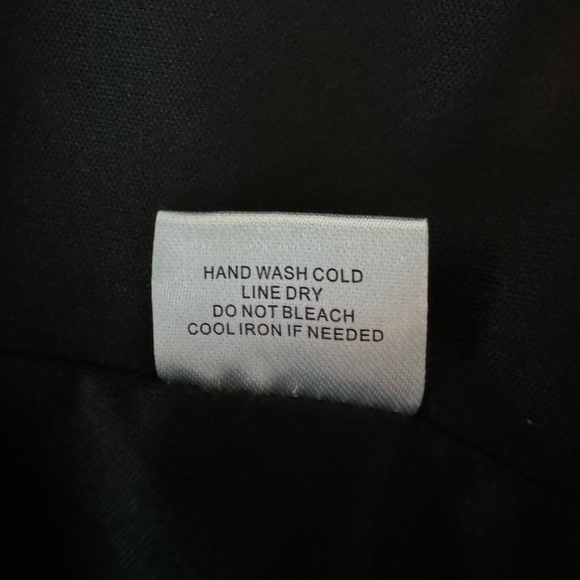 HAND WASH COLD
LINE DRY
DO NOT BLEACH
COOL IRON IF NEEDED